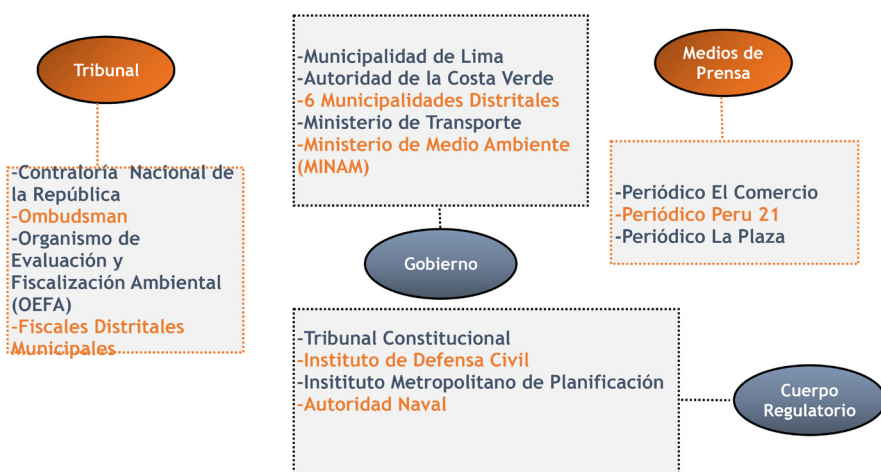 Tribunal
-Contraloría Nacional de
la República
-Ombudsman
-Organismo de
Evaluación y
Fiscalización Ambiental
(OEFA)
-Fiscales Distritales
Municipales
-Municipalidad de Lima
-Autoridad de la Costa Verde
-6 Municipalidades Distritales
-Ministerio de Transporte
-Ministerio de Medio Ambiente
(MINAM)
Gobierno
Medios de
Prensa
-Periódico El Comercio
-Periódico Peru 21
-Periódico La Plaza
-Tribunal Constitucional
-Instituto de Defensa Civil
-Insitituto Metropolitano de Planificación
-Autoridad Naval
Cuerpo
Regulatorio